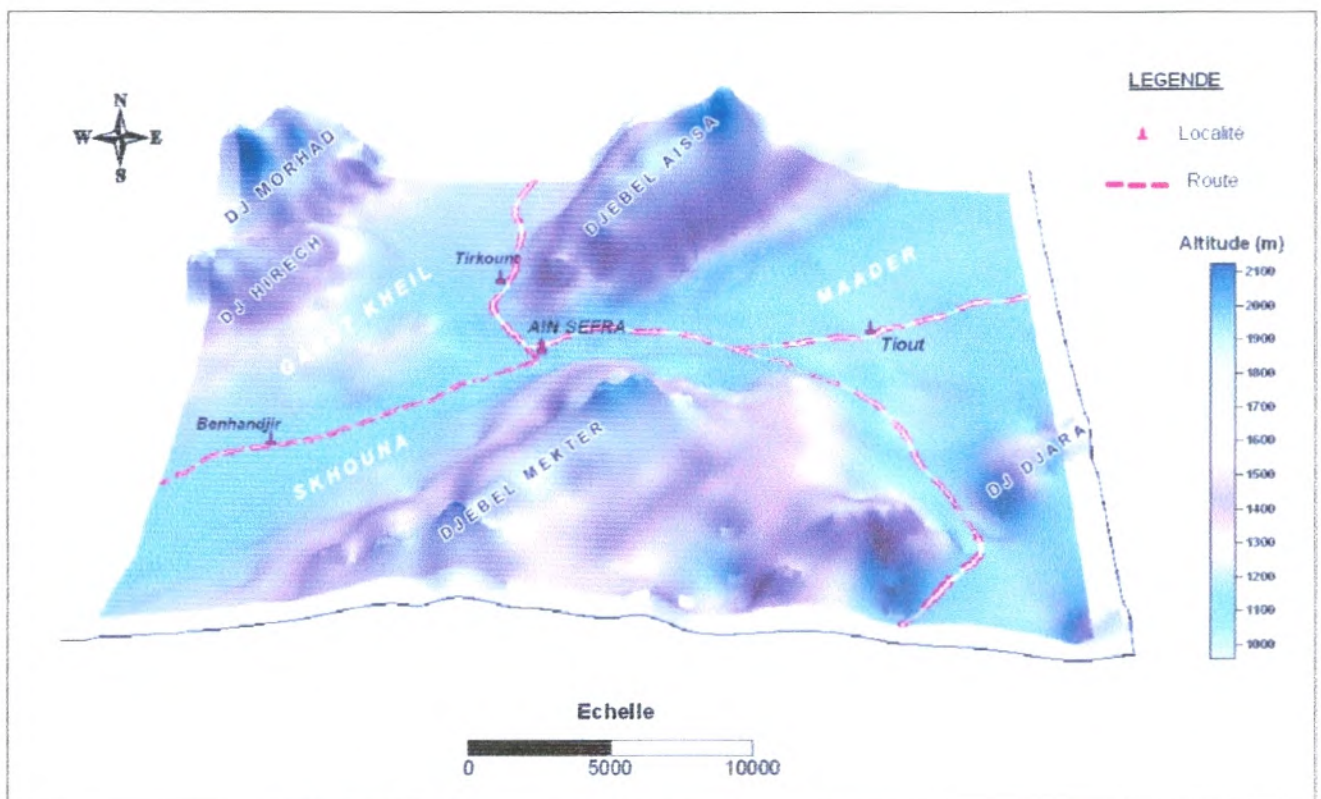 N
W E
S
LEGENDE
Localité
Route
Altitude (m)
2100
2000
1900
1800
1700
1600
1500
1400
1300
1200
1100
1000
DJ MORHAD
DJ HIRECH
DJEBEL AISSA
Tirkount
KHEIL
MAADER
AIN SEFRA
Tiout
Benhandjir
SKHOUNA
DJEBEL MEKTER
DJ DJARA
Echelle
0 5000 10000